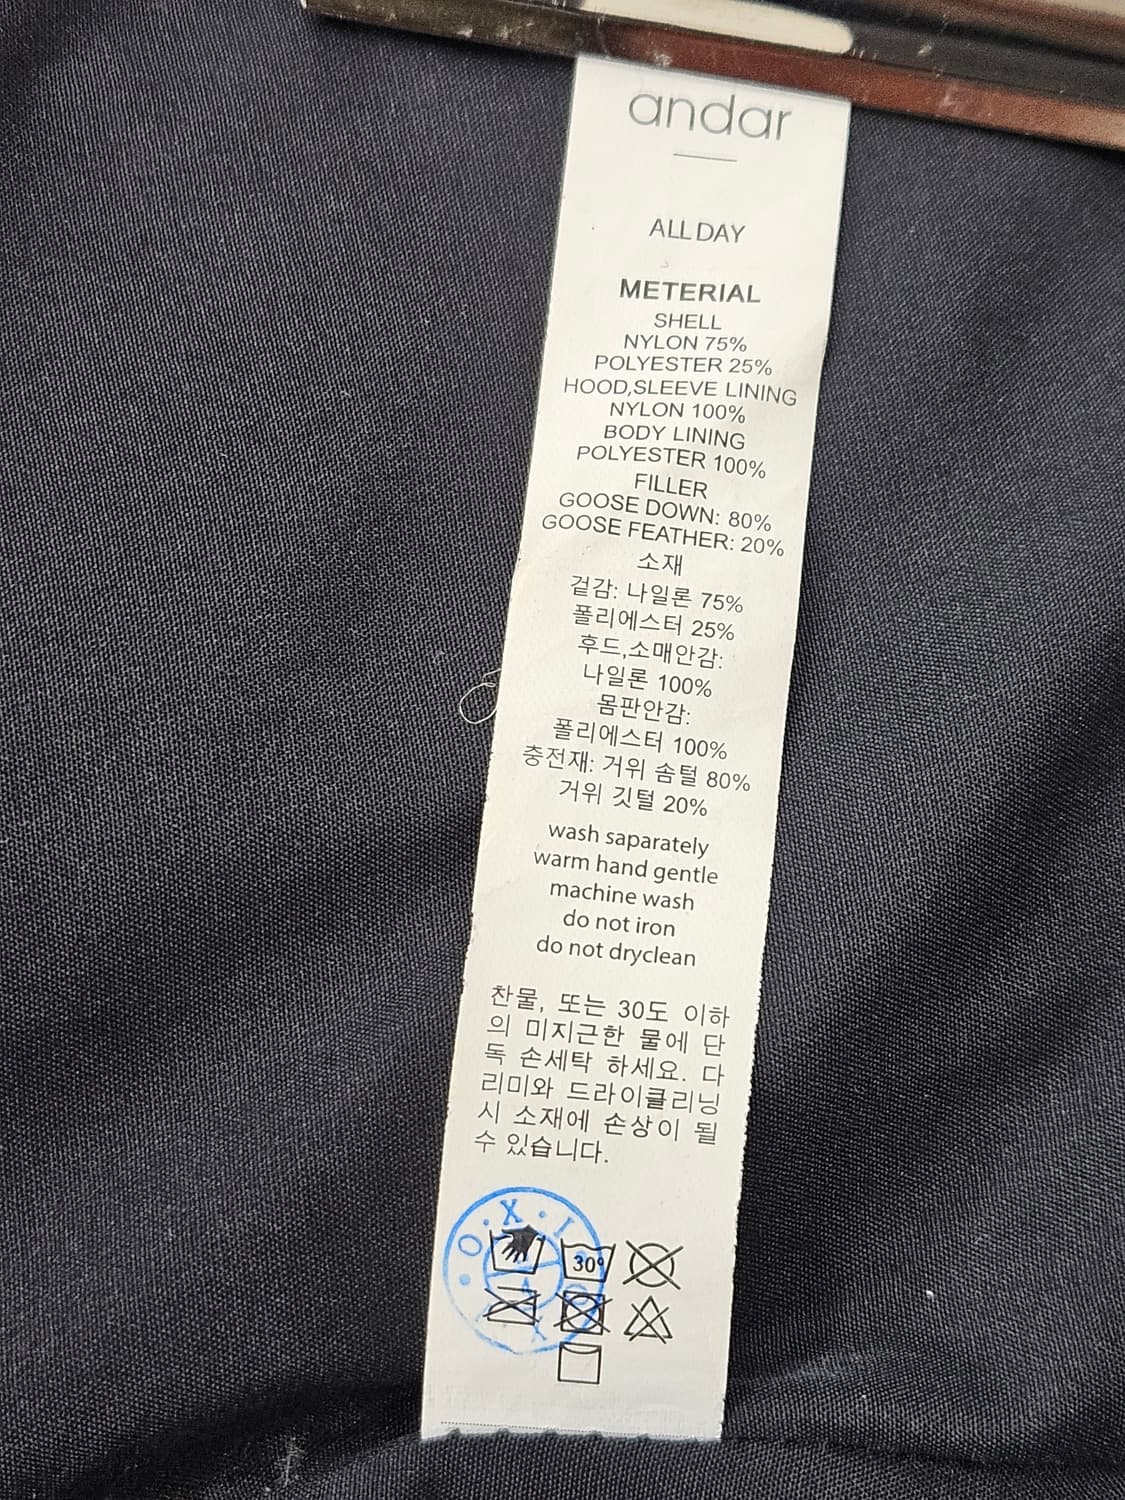 andar
ALL DAY
METERIAL
SHELL
NYLON 75%
POLYESTER 25%
HOOD,SLEEVE LINING
NYLON 100%
BODY LINING
POLYESTER 100%
FILLER
GOOSE DOWN: 80%
GOOSE FEATHER: 20%
소재
겉감: 나일론 75%
폴리에스터 25%
후드,소매안감:
나일론 100%
몸판안감:
폴리에스터 100%
충전재: 거위 솜털 80%
거위 깃털 20%
wash saparately
warm hand gentle
machine wash
do not iron
do not dryclean
찬물, 또는 30도 이하
의 미지근한 물에 단
독 손세탁 하세요. 다
리미와 드라이클리닝
시 소재에 손상이 될
수 있습니다.
30°